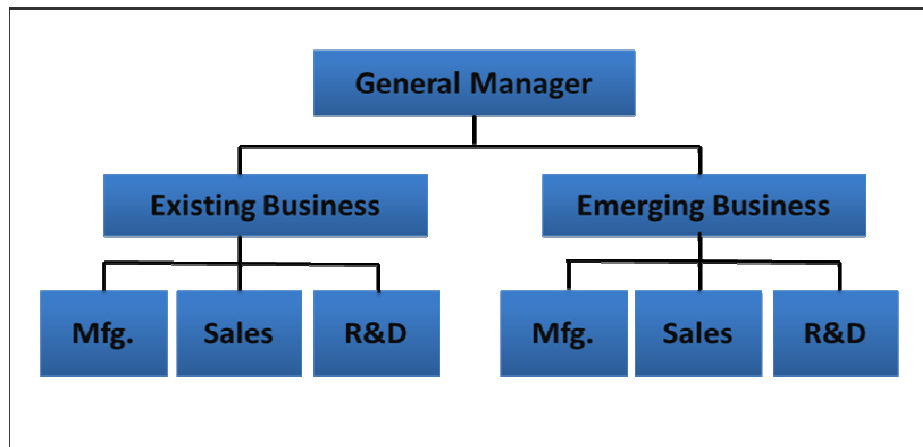 General Manager
Existing Business
Emerging Business
Mfg.
Sales
R&D
Mfg.
Sales
R&D